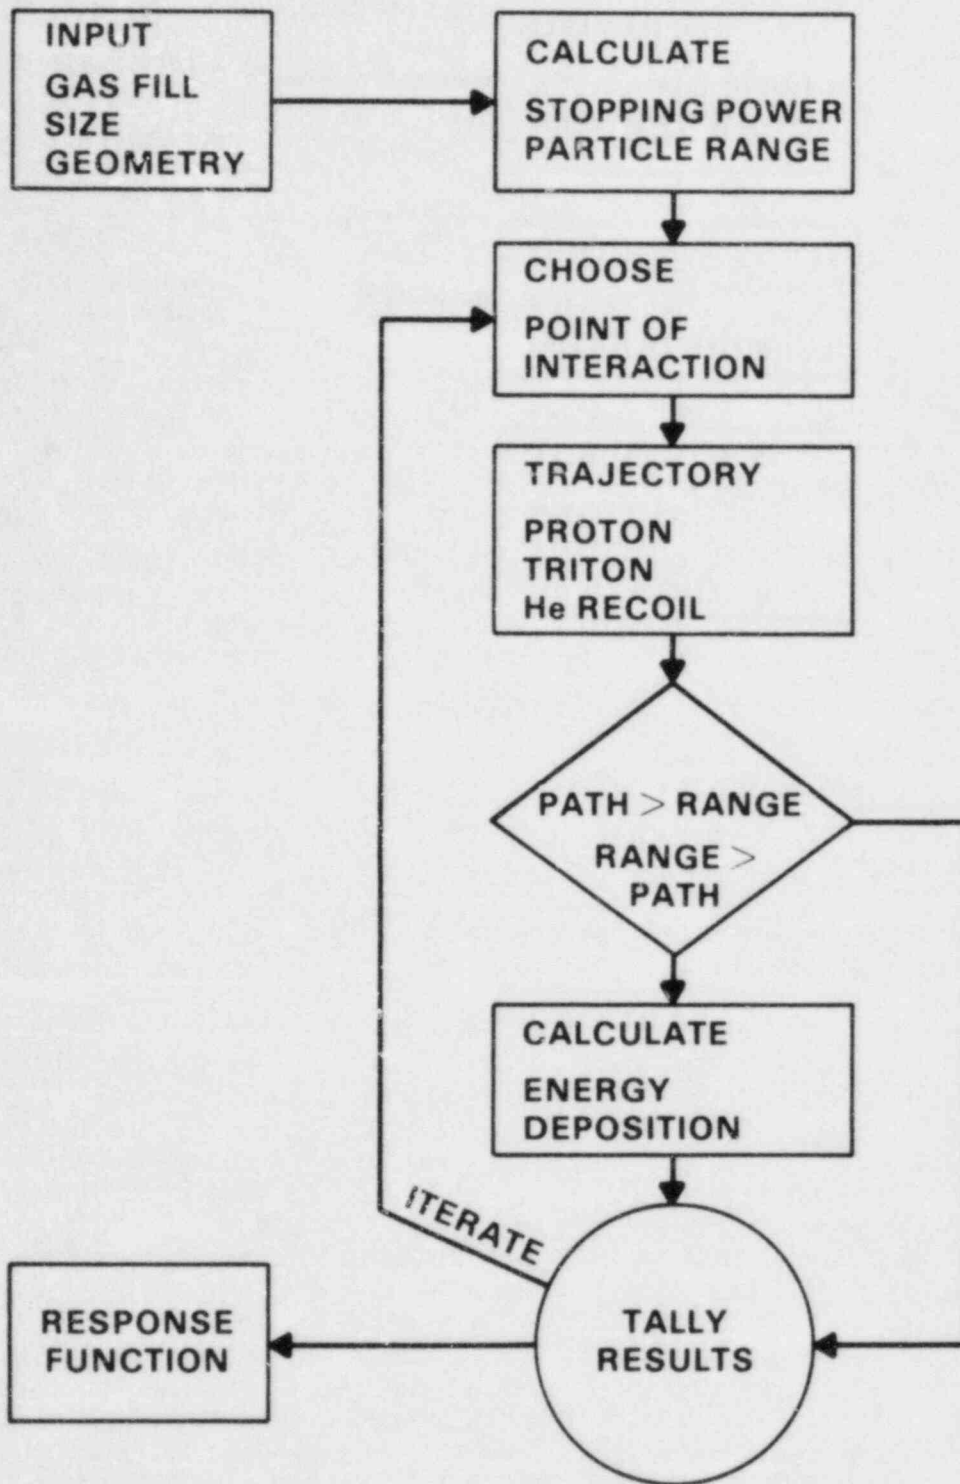 INPUT
GAS FILL
SIZE
GEOMETRY
CALCULATE
STOPPING POWER
PARTICLE RANGE
CHOOSE
POINT OF
INTERACTION
TRAJECTORY
PROTON
TRITON
He RECOIL
PATH > RANGE
RANGE >
PATH
CALCULATE
ENERGY
DEPOSITION
ITERATE
TALLY
RESULTS
RESPONSE
FUNCTION